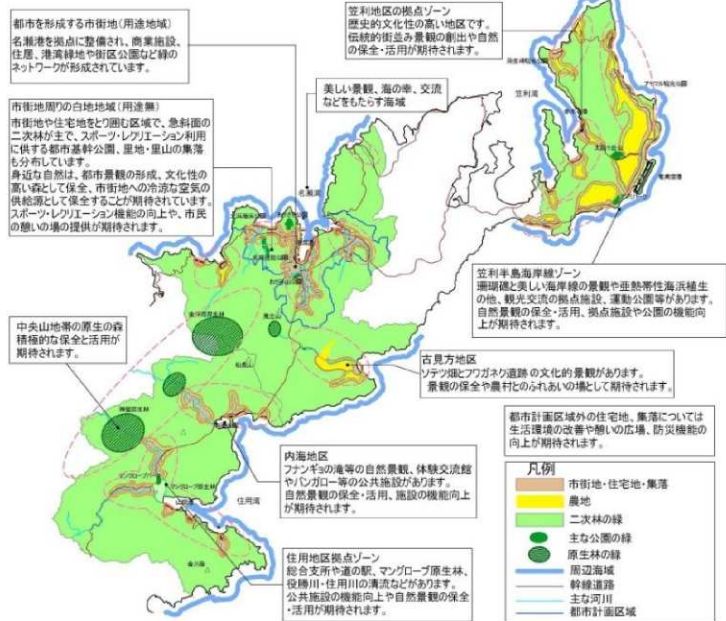 都市を形成する市街地(用途地域)
名瀬港を拠点に整備され、商業施設、
住居、港湾緑地や街区公園など緑の
ネットワークが形成されています。
市街地周りの白地地域(用途無)
市街地や住宅地をとり囲む区域で、急斜面の
二次林が主で、スポーツ・レクリエーション利用
に供する都市基幹公園、里地・里山の集落
も分布しています。
身近な自然は、都市景観の形成、文化性の
高い森として保全、市街地への冷涼な空気の
供給源として保全することが期待されています。
スポーツ・レクリエーション機能の向上や、市民
の憩いの場の提供が期待されます。
美しい景観、海の幸、交流
などをもたらす海域
笠利地区の拠点ゾーン
歴史的文化性の高い地区です。
伝統的街並み景観の創出や自然
の保全・活用が期待されます。
笠利湾
名瀬湾
笠利半島海岸線ゾーン
珊瑚礁と美しい海岸線の景観や亜熱帯性海浜植生
の他、観光交流の拠点施設、運動公園等があります。
自然景観の保全・活用、拠点施設や公園の機能向
上が期待されます。
中央山地帯の原生の森
積極的な保全と活用が
期待されます。
古見方地区
ソテツ畑とフワガネク遺跡の文化的景観があります。
景観の保全や農村とのふれあいの場として期待されます。
都市計画区域外の住宅地、集落については
生活環境の改善や憩いの広場、防災機能の
向上が期待されます。
内海地区
フナンギョの滝等の自然景観、体験交流館
やバンガロー等の公共施設があります。
自然景観の保全・活用、施設の機能向上
が期待されます。
マングローブ原生林
住用湾
住用地区拠点ゾーン
総合支所や道の駅、マングローブ原生林、
役勝川・住用川の清流などがあります。
公共施設の機能向上や自然景観の保全
・活用が期待されます。
凡例
市街地・住宅地・集落
農地
二次林の緑
主な公園の緑
原生林の緑
周辺海域
幹線道路
主な河川
都市計画区域